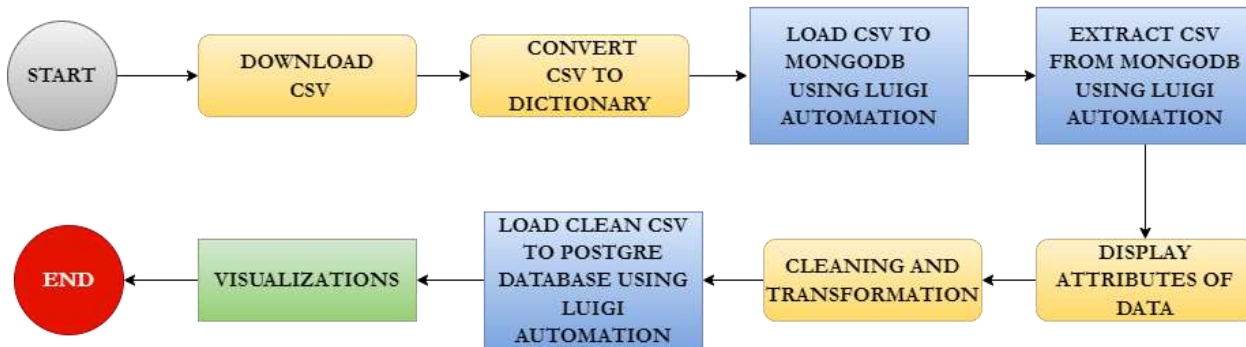 START
DOWNLOAD
CSV
CONVERT
CSV TO
DICTIONARY
LOAD CSV TO
MONGODB
USING LUIGI
AUTOMATION
EXTRACT CSV
FROM MONGODB
USING LUIGI
AUTOMATION
DISPLAY
ATTRIBUTES OF
DATA
CLEANING AND
TRANSFORMATION
LOAD CLEAN CSV
TO POSTGRE
DATABASE USING
LUIGI
AUTOMATION
VISUALIZATIONS
END